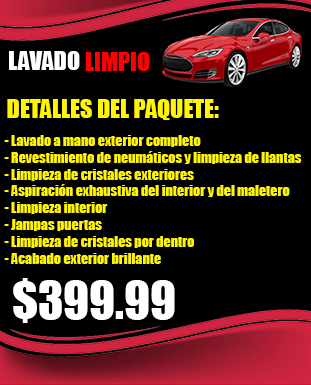 LAVADO LIMPIO
DETALLES DEL PAQUETE:
- Lavado a mano exterior completo
- Revestimiento de neumáticos y limpieza de llantas
- Limpieza de cristales exteriores
- Aspiración exhaustiva del interior y del maletero
- Limpieza interior
- Jampas puertas
- Limpieza de cristales por dentro
- Acabado exterior brillante
$399.99